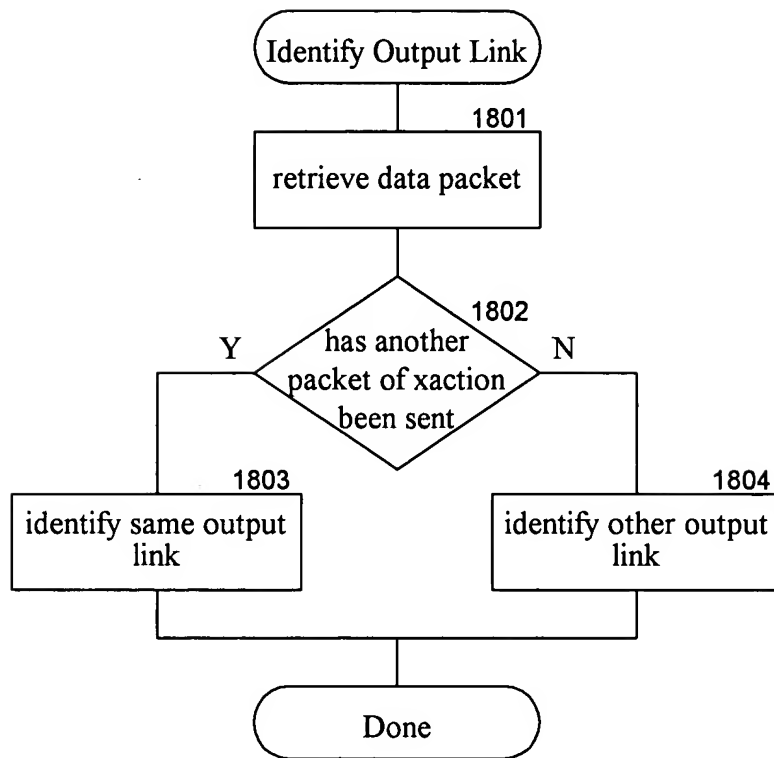 Identify Output Link
1801
retrieve data packet
1802
Y
has another
N
packet of xaction
been sent
1803
1804
identify same output
link
identify other output
link
Done